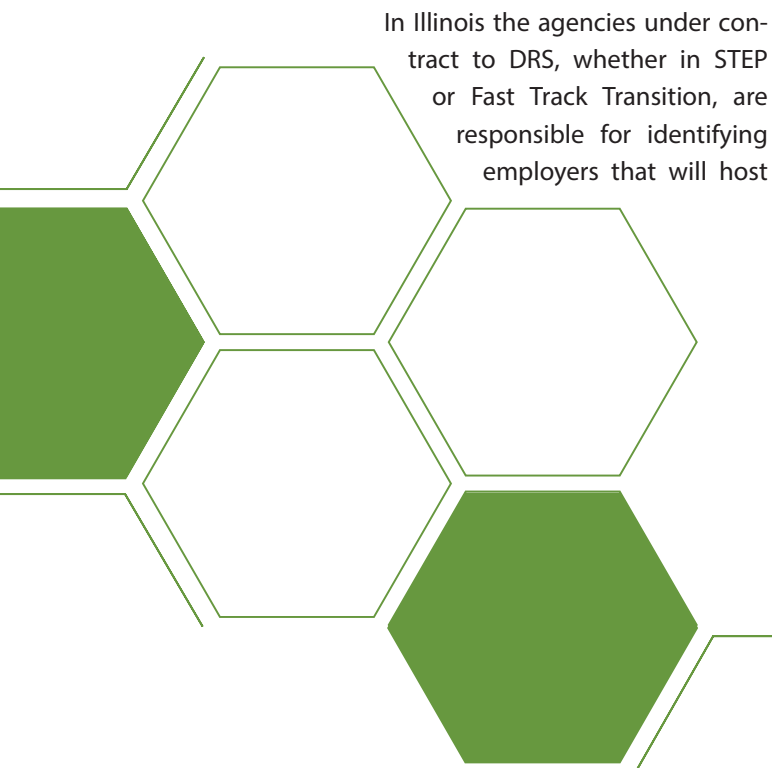 In Illinois the agencies under con-
tract to DRS, whether in STEP
or Fast Track Transition, are
responsible for identifying
employers that will host